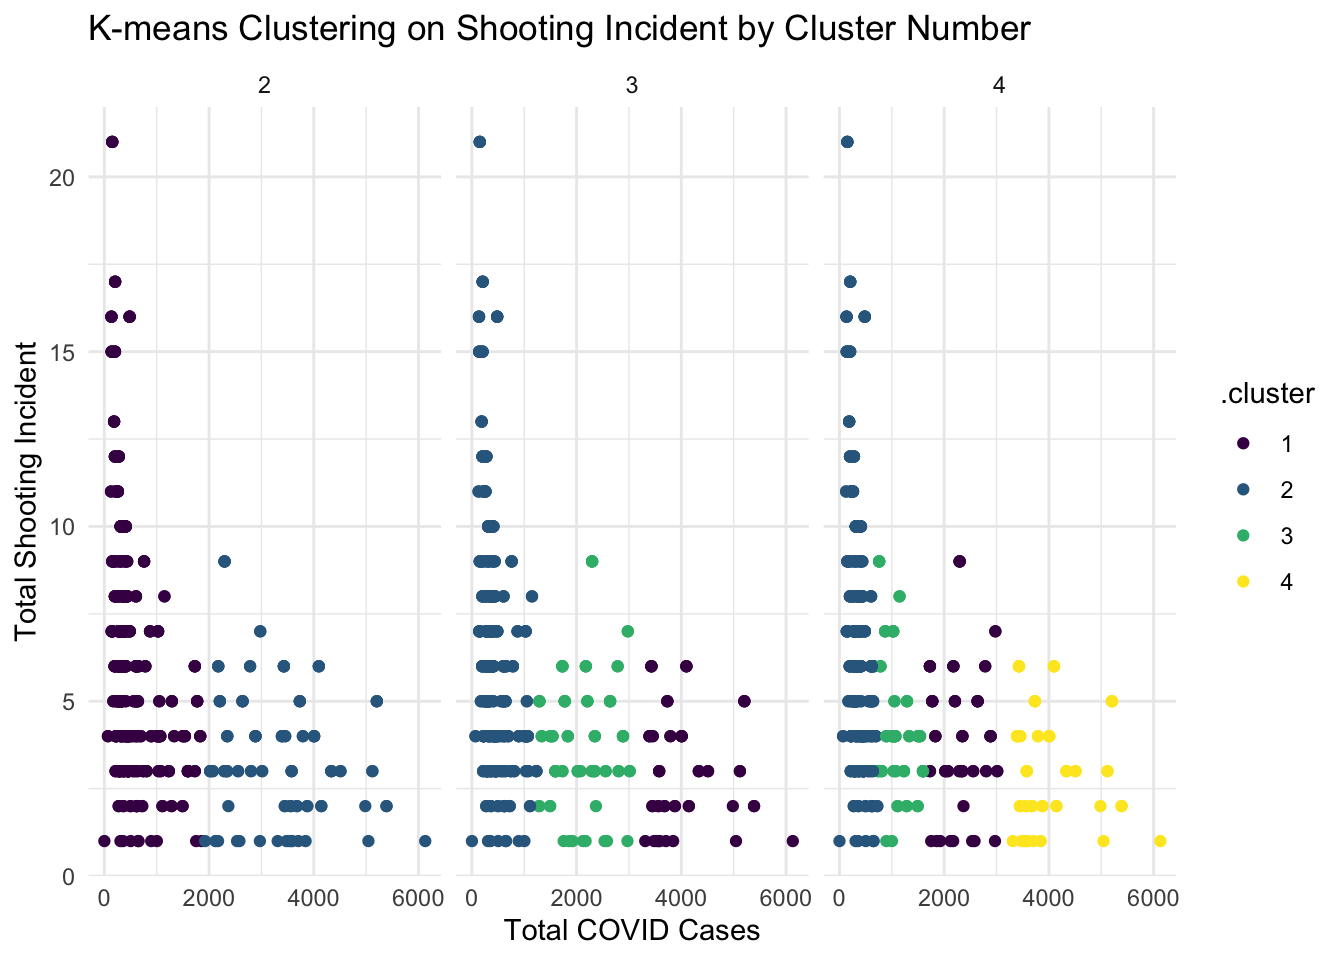 K-means Clustering on Shooting Incident by Cluster Number
2 3 4
Total Shooting Incident
20
15
10
5
0
0 2000 4000 6000 0 2000 4000 6000 0 2000 4000 6000
Total COVID Cases
.cluster
1
2
3
4